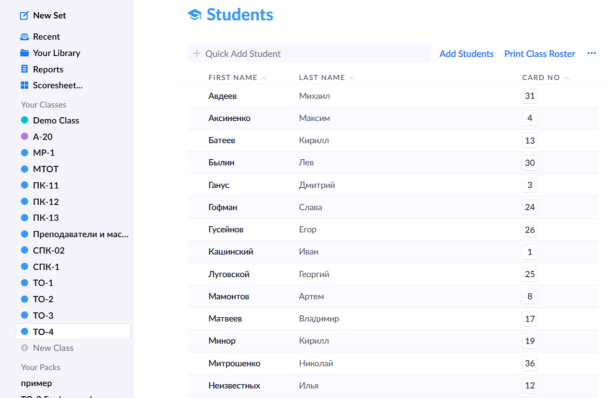 New Set
Recent
Your Library
Reports
Scoresheet...
Your Classes
Demo Class
А-20
МР-1
МТОТ
ПК-11
ПК-12
ПК-13
Преподаватели и мас...
СПК-02
СПК-1
ТО-1
ТО-2
ТО-3
ТО-4
New Class
Your Packs
пример
Students
+ Quick Add Student Add Students Print Class Roster ...
FIRST NAME LAST NAME CARD NO
Авдеев Михаил 31
Аксиненко Максим 4
Батеев Кирилл 13
Былин Лев 30
Ганус Дмитрий 3
Гофман Слава 24
Гусейнов Егор 26
Кашинский Иван 1
Луговской Георгий 25
Мамонтов Артем 8
Матвеев Владимир 17
Минор Кирилл 19
Митрошенко Николай 36
Неизвестных Илья 12